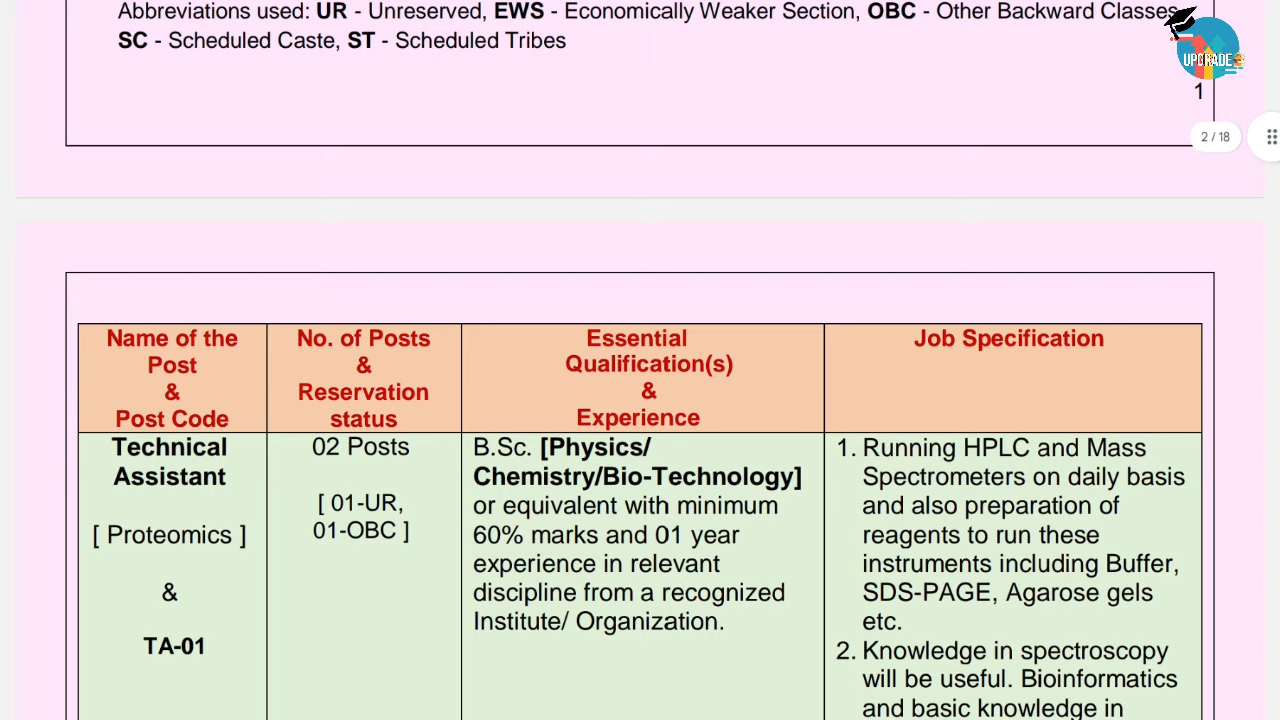 Abbreviations used: UR - Unreserved, EWS - Economically Weaker Section, OBC - Other Backward Classes
SC - Scheduled Caste, ST - Scheduled Tribes
UPGRADE
1
2 / 18
Name of the
Post
&
Post Code
No. of Posts
&
Reservation
status
Essential
Qualification(s)
&
Experience
Job Specification
Technical
Assistant
[ Proteomics ]
&
TA-01
02 Posts
[ 01-UR,
01-OBC ]
B.Sc. [Physics/
Chemistry/Bio-Technology]
or equivalent with minimum
60% marks and 01 year
experience in relevant
discipline from a recognized
Institute/ Organization.
1. Running HPLC and Mass
Spectrometers on daily basis
and also preparation of
reagents to run these
instruments including Buffer,
SDS-PAGE, Agarose gels
etc.
2. Knowledge in spectroscopy
will be useful. Bioinformatics
and basic knowledge in